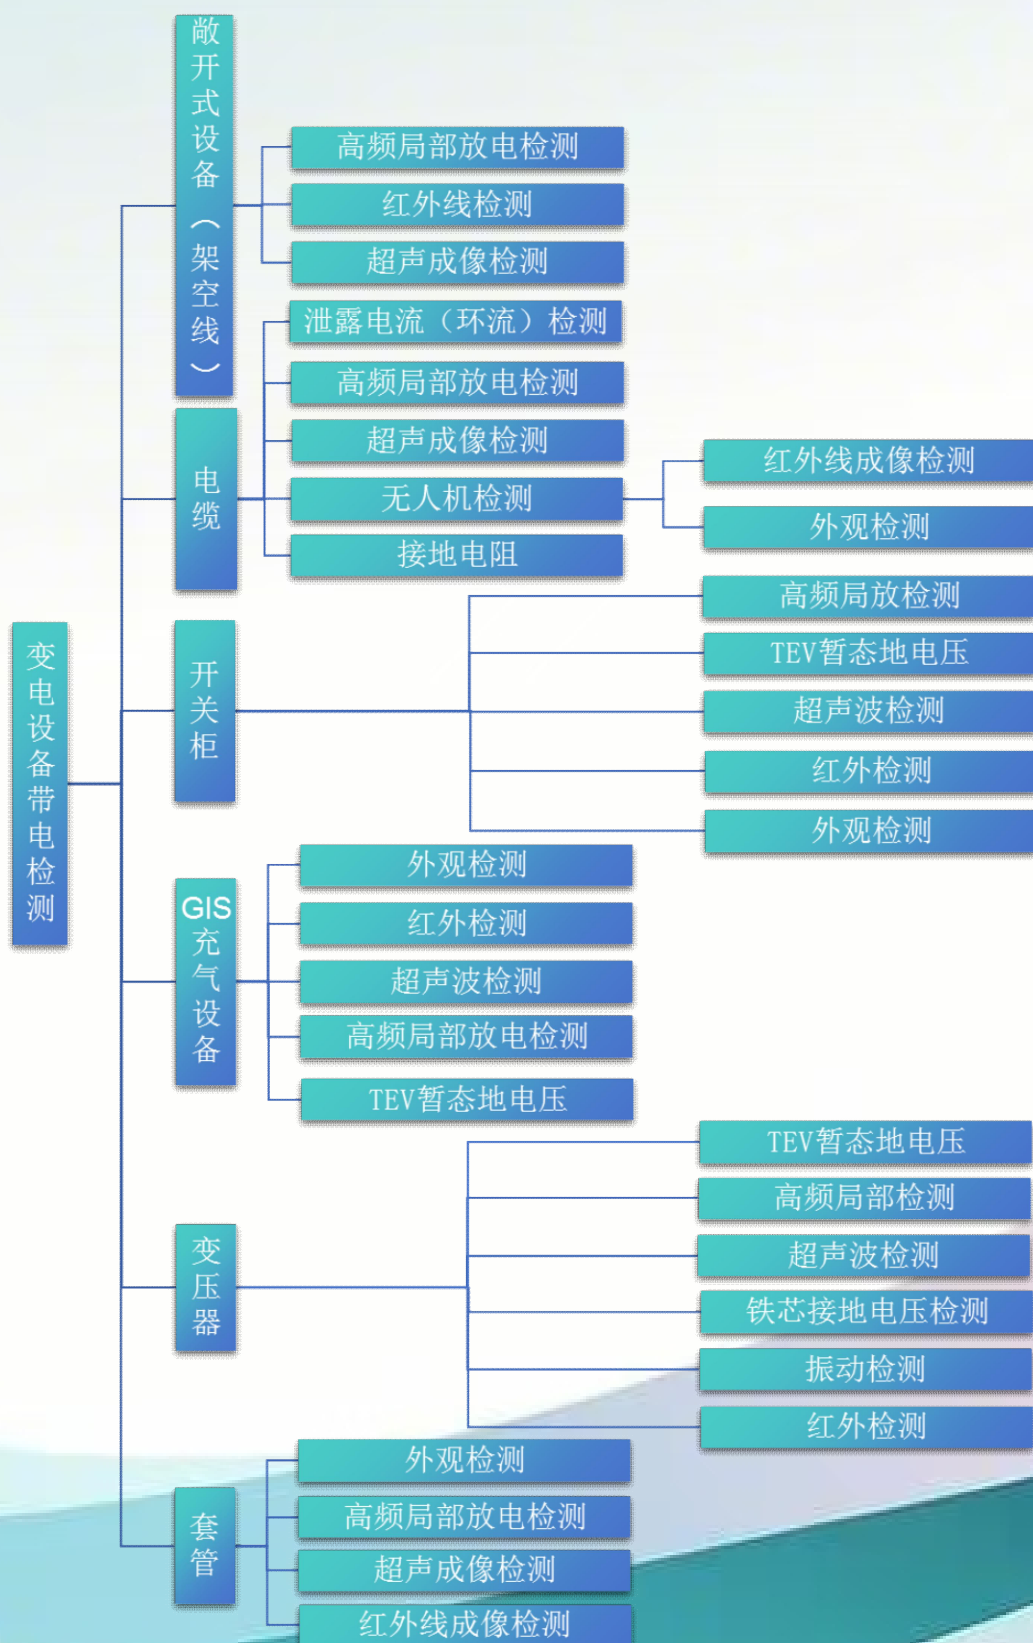 变电设备带电检测
敞开式设备（架空线）
高频局部放电检测
红外线检测
超声成像检测
电缆
泄露电流（环流）检测
高频局部放电检测
超声成像检测
无人机检测
红外线成像检测
外观检测
接地电阻
开关柜
高频局放检测
TEV暂态地电压
超声波检测
红外检测
外观检测
GIS充气设备
外观检测
红外检测
超声波检测
高频局部放电检测
TEV暂态地电压
变压器
TEV暂态地电压
高频局部检测
超声波检测
铁芯接地电压检测
振动检测
红外检测
套管
外观检测
高频局部放电检测
超声成像检测
红外线成像检测